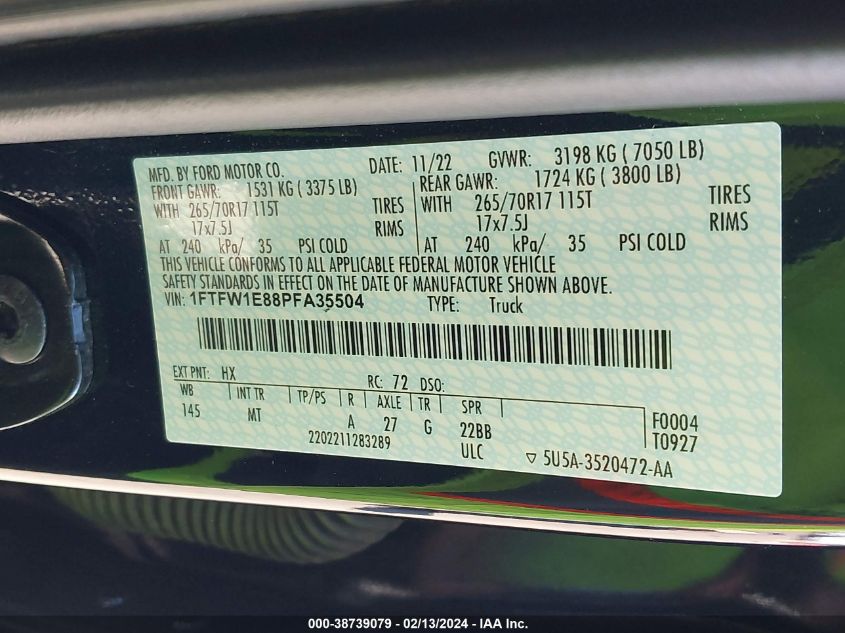 MFD. BY FORD MOTOR CO. DATE: 11/22 GVWR: 3198 KG ( 7050 LB)
FRONT GAWR: 1531 KG ( 3375 LB) REAR GAWR: 1724 KG ( 3800 LB)
WITH 265/70R17 115T TIRES WITH 265/70R17 115T TIRES
17x7.5J RIMS 17x7.5J RIMS
AT 240 kPa/ 35 PSI COLD AT 240 kPa/ 35 PSI COLD
THIS VEHICLE CONFORMS TO ALL APPLICABLE FEDERAL MOTOR VEHICLE
SAFETY STANDARDS IN EFFECT ON THE DATE OF MANUFACTURE SHOWN ABOVE.
VIN: 1FTFW1E88PFA35504 TYPE: Truck
EXT PNT: HX RC: 72 DSO:
WB INT TR TP/PS R AXLE TR SPR
145 MT A 27 G 22BB
F0004
T0927
2202211283289 ULC
▽ 5U5A-3520472-AA
000-38739079 - 02/13/2024 - IAA Inc.